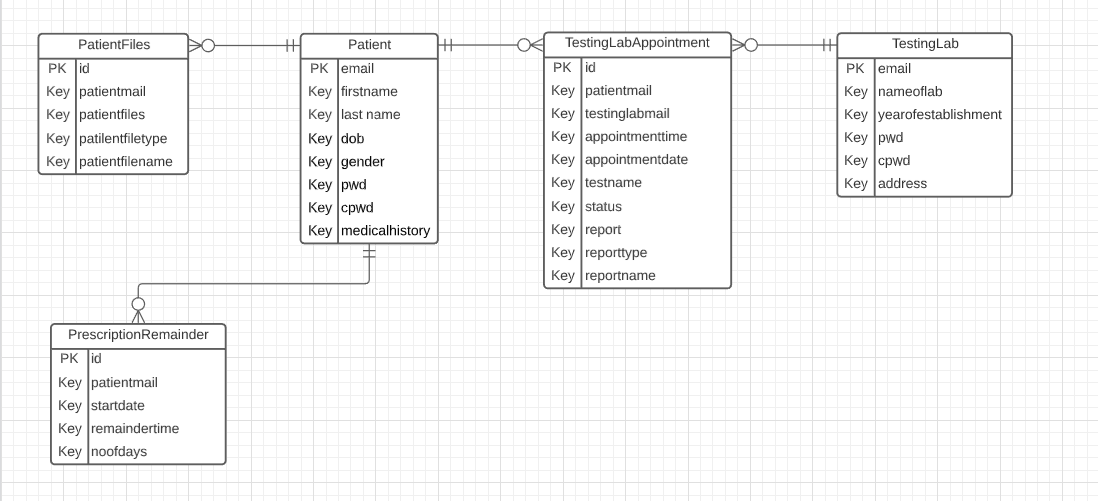 PatientFiles
PK id
Key patientmail
Key patientfiles
Key patilentfiletype
Key patientfilename
Patient
PK email
Key firstname
Key last name
Key dob
Key gender
Key pwd
Key cpwd
Key medicalhistory
TestingLabAppointment
PK id
Key patientmail
Key testinglabmail
Key appointmenttime
Key appointmentdate
Key testname
Key status
Key report
Key reporttype
Key reportname
TestingLab
PK email
Key nameoflab
Key yearofestablishment
Key pwd
Key cpwd
Key address
PrescriptionRemainder
PK id
Key patientmail
Key startdate
Key remaindertime
Key noofdays